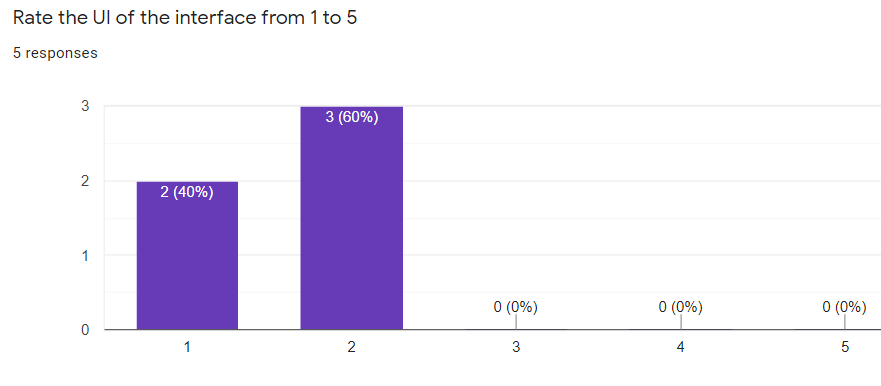 Rate the UI of the interface from 1 to 5
5 responses
3
3 (60%)
2
2 (40%)
1
0 (0%) 0 (0%) 0 (0%)
0
1 2 3 4 5